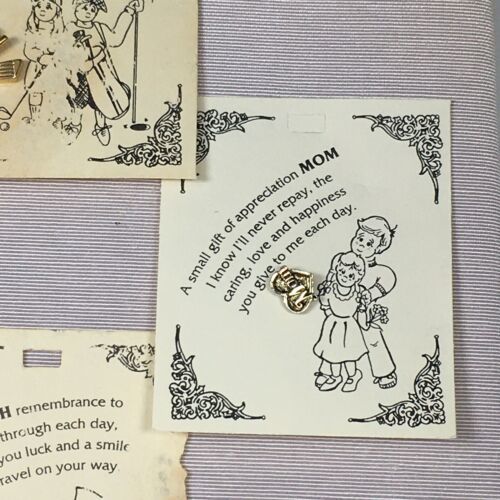 A small gift of appreciation MOM
I know I'll never repay, the
caring, love and happiness
you give to me each day.
H remembrance to
through each day,
you luck and a smile
ravel on your way